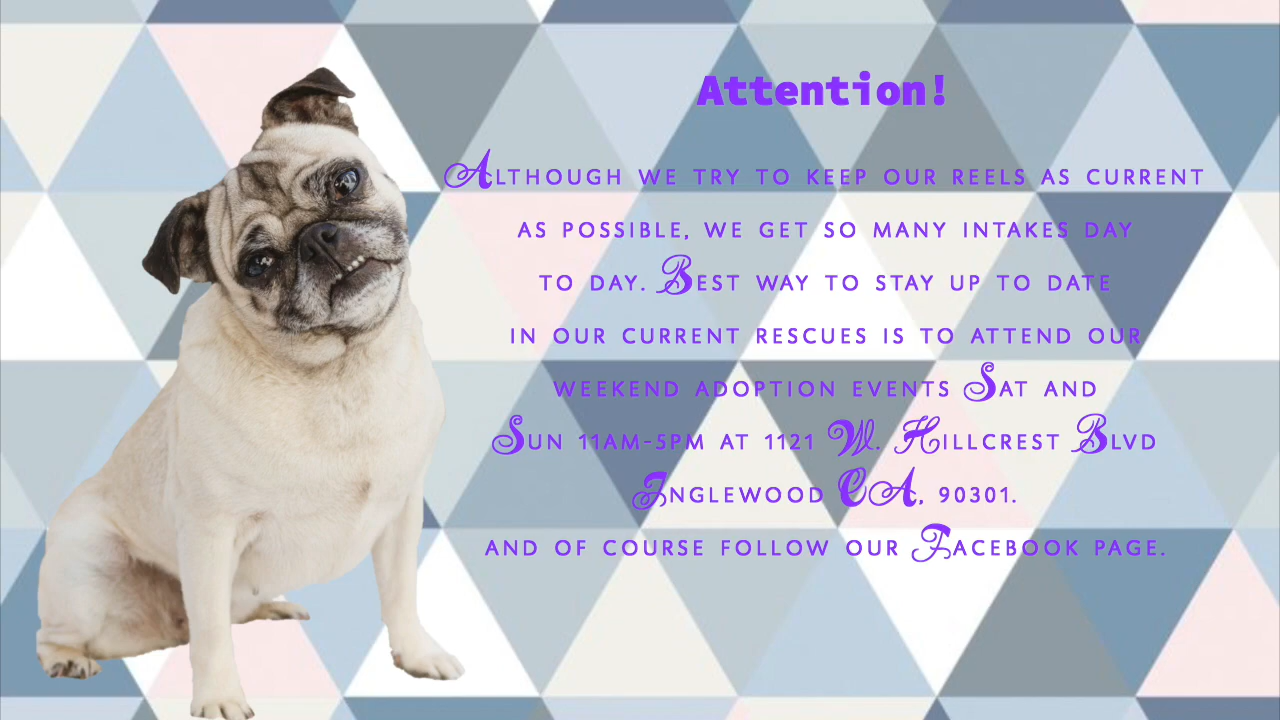 Attention!
Although we try to keep our reels as current
as possible, we get so many intakes day
to day. Best way to stay up to date
in our current rescues is to attend our
weekend adoption events Sat and
Sun 11am-5pm at 1121 W. Hillcrest Blvd
Inglewood CA, 90301.
and of course follow our Facebook page.